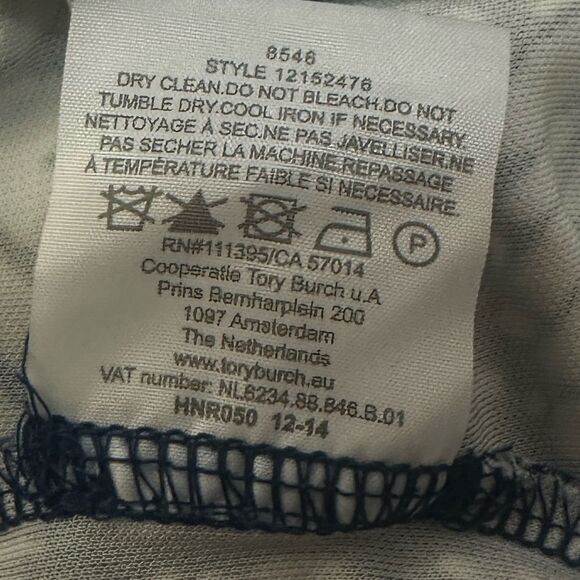 8548
STYLE 12152476
DRY CLEAN.DO NOT BLEACH.DO NOT
TUMBLE DRY.COOL IRON IF NECESSARY.
NETTOYAGE À SEC.NE PAS JAVELLISER.NE
PAS SECHER LA MACHINE.REPASSAGE
À TEMPÉRATURE FAIBLE SI NECESSAIRE.
P
RN#111395/CA 57014
Cooperatie Tory Burch u.A
Prins Bernharplein 200
1097 Amsterdam
The Netherlands
www.toryburch.eu
VAT number: NL8234.88.846.B.01
HNR050 12-14